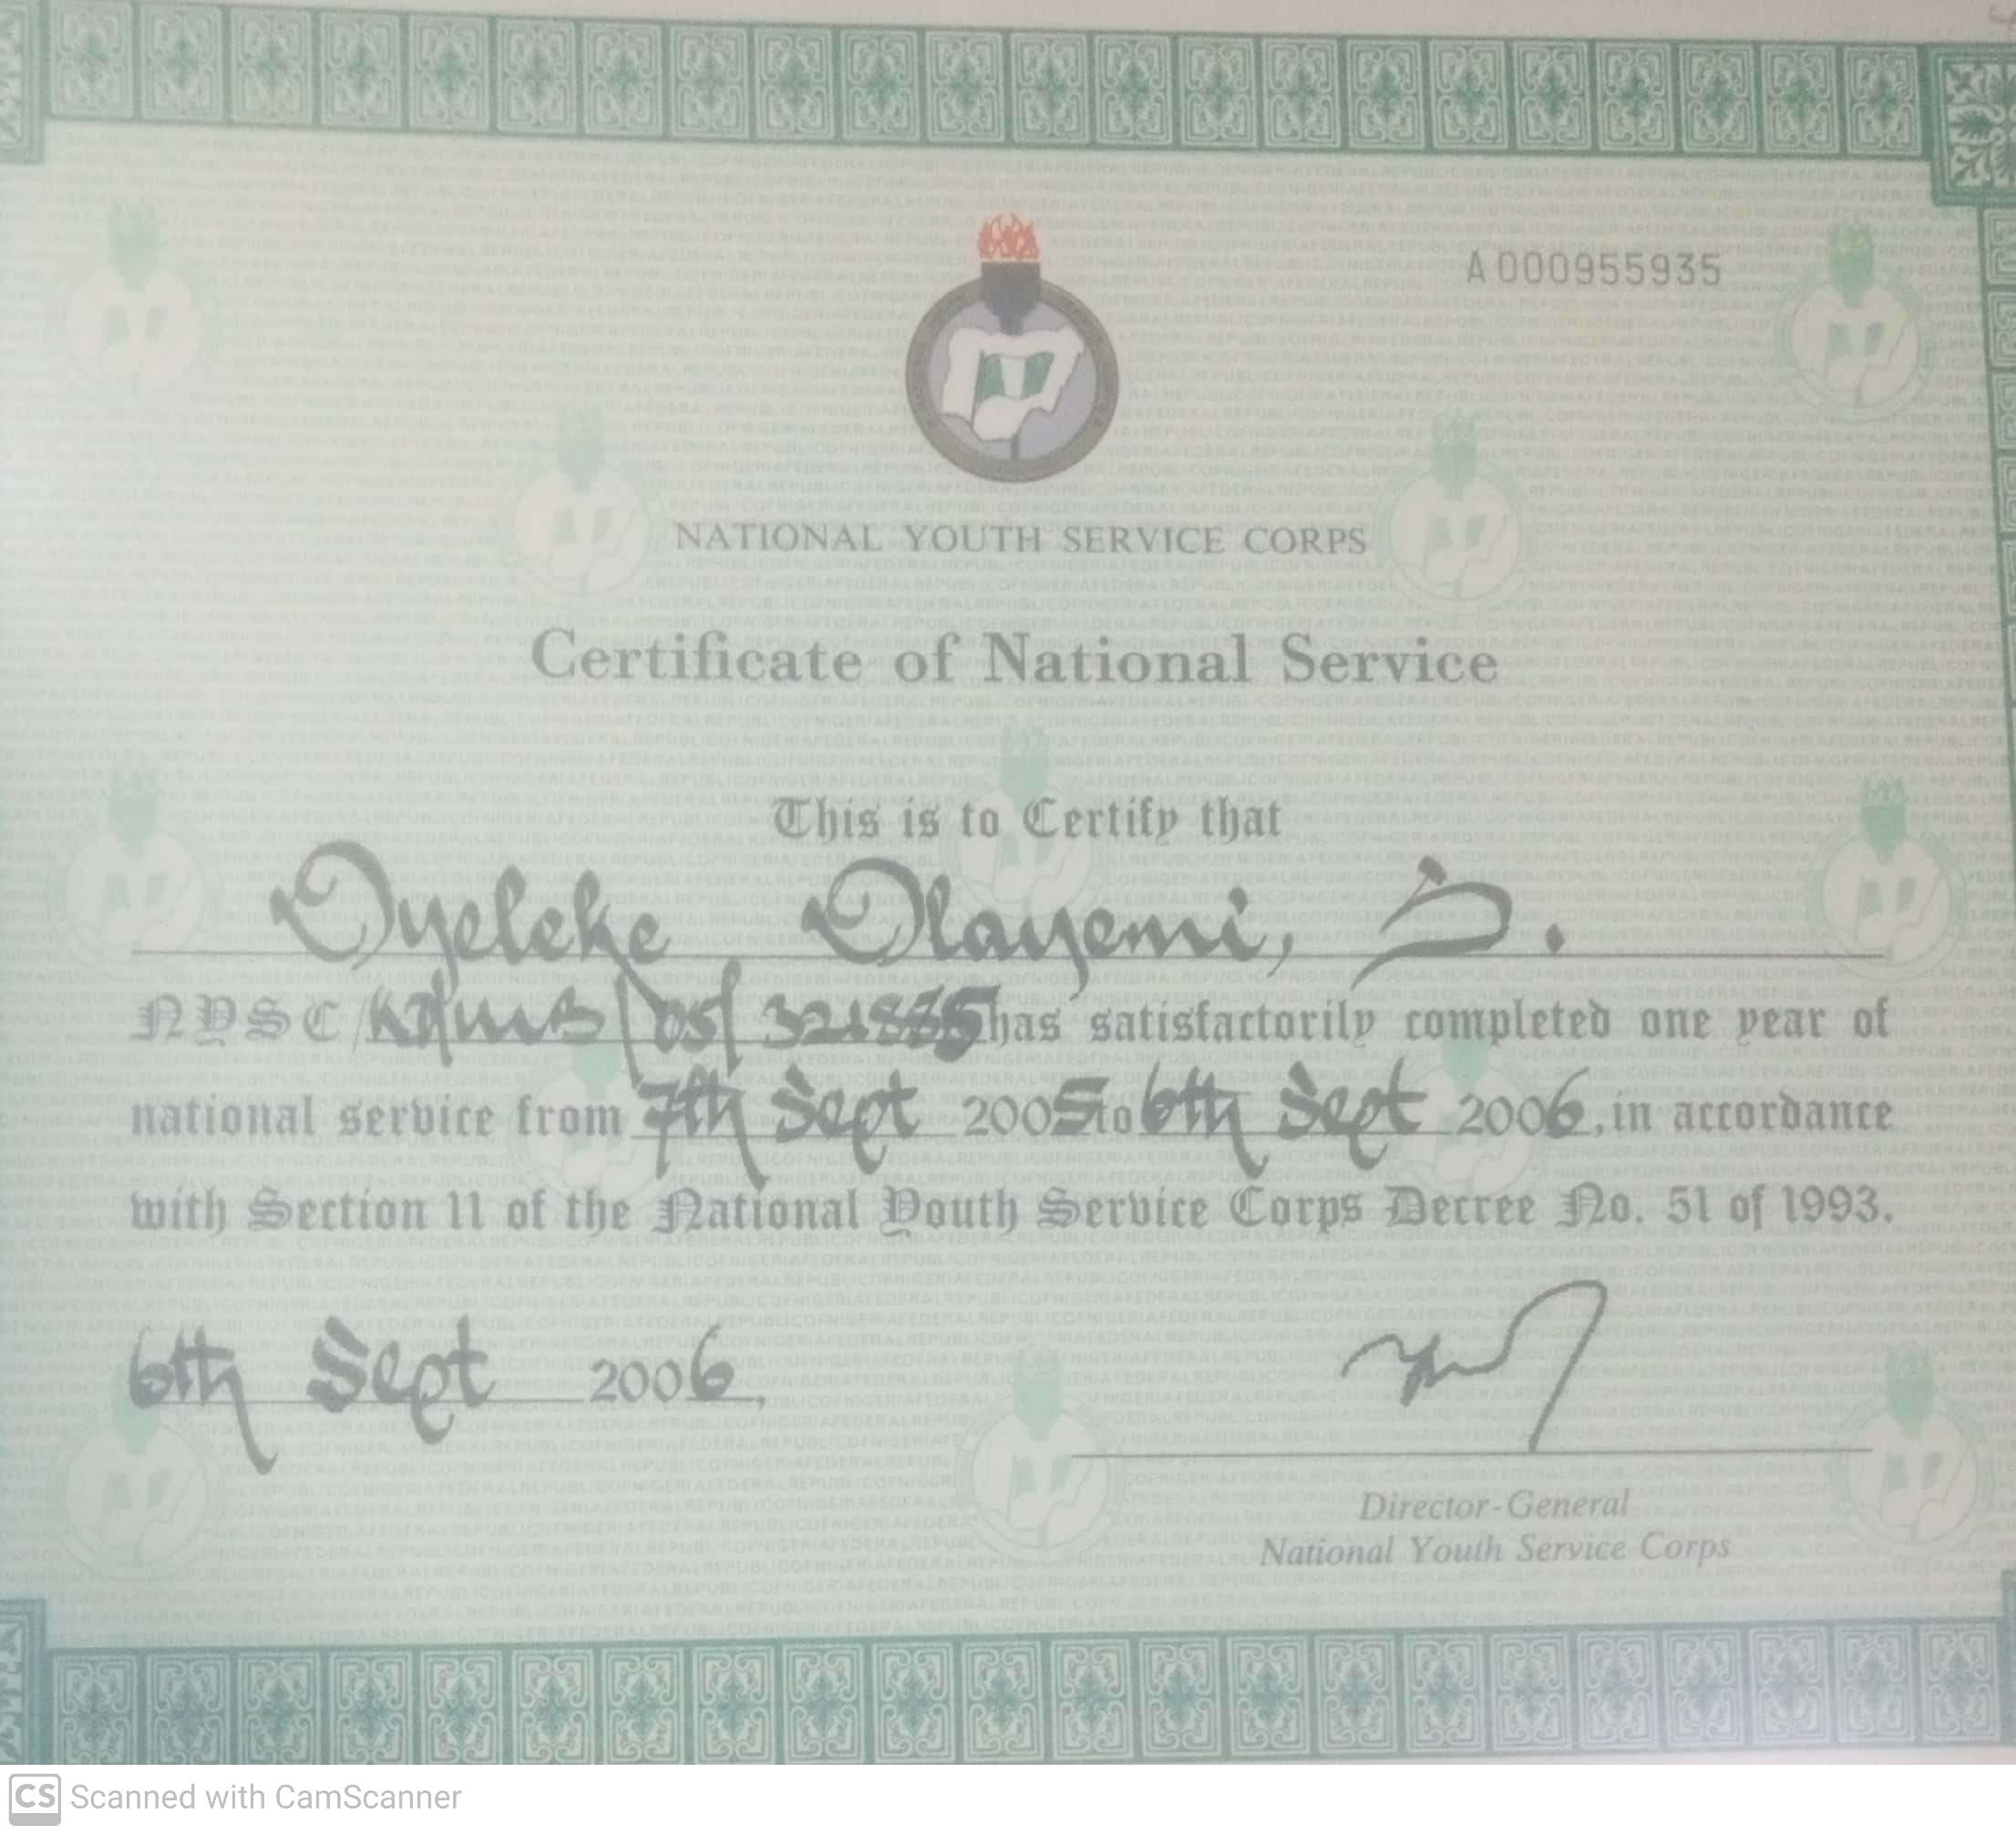 A000955935
NATIONAL YOUTH SERVICE CORPS
Certificate of National Service
This is to Certify that
Oyeleke Olayemi, D.
NYSC/ has satisfactorily completed one year of
national service from 7th Sept 2005 to 6th Sept 2006, in accordance
with Section 11 of the National Youth Service Corps Decree No. 51 of 1993.
6th Sept 2006,
Director-General
National Youth Service Corps
CS Scanned with CamScanner